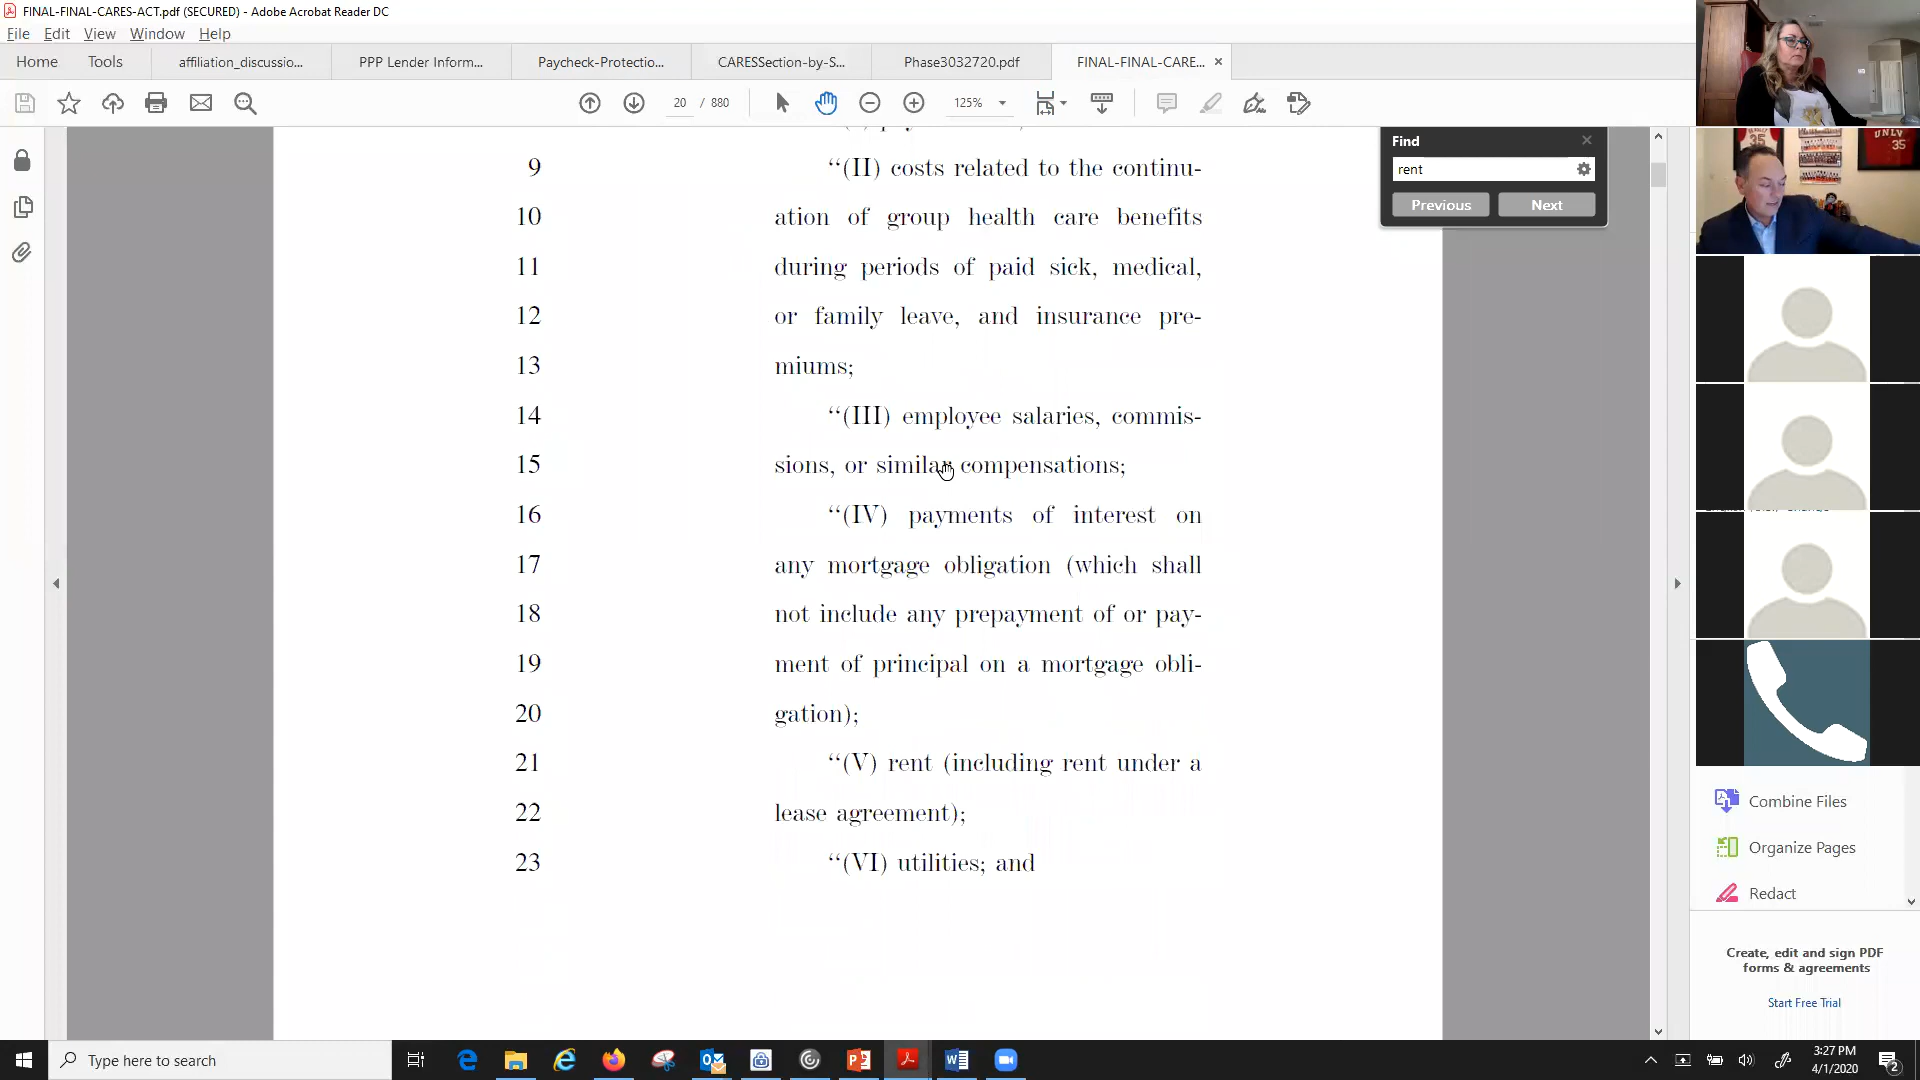 FINAL-FINAL-CARES-ACT.pdf (SECURED) - Adobe Acrobat Reader DC
File Edit View Window Help
Home Tools affiliation_discussio... PPP Lender Inform... Paycheck-Protectio... CARESSection-by-S... Phase3032720.pdf FINAL-FINAL-CARE... ×
20 / 880 125%
Find
rent
Previous Next
9 “(II) costs related to the continu-
10 ation of group health care benefits
11 during periods of paid sick, medical,
12 or family leave, and insurance pre-
13 miums;
14 “(III) employee salaries, commis-
15 sions, or similar compensations;
16 “(IV) payments of interest on
17 any mortgage obligation (which shall
18 not include any prepayment of or pay-
19 ment of principal on a mortgage obli-
20 gation);
21 “(V) rent (including rent under a
22 lease agreement);
23 “(VI) utilities; and
35
UNLV
35
Combine Files
Organize Pages
Redact
Create, edit and sign PDF
forms & agreements
Start Free Trial
Type here to search
3:27 PM
4/1/2020
2